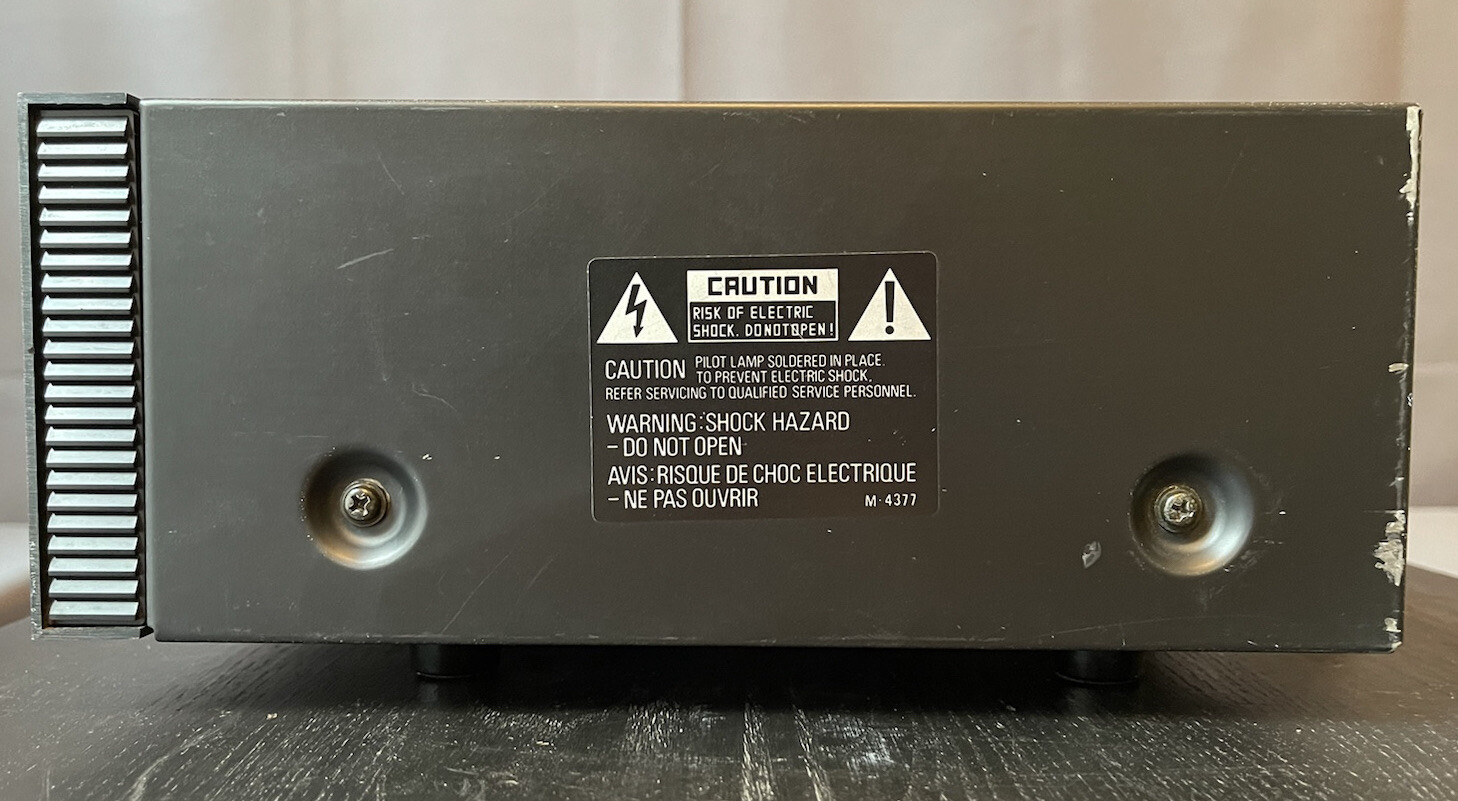 CAUTION
RISK OF ELECTRIC
SHOCK. DO NOT OPEN!
CAUTION PILOT LAMP SOLDERED IN PLACE.
TO PREVENT ELECTRIC SHOCK,
REFER SERVICING TO QUALIFIED SERVICE PERSONNEL.
WARNING: SHOCK HAZARD
– DO NOT OPEN
AVIS: RISQUE DE CHOC ELECTRIQUE
– NE PAS OUVRIR M-4377